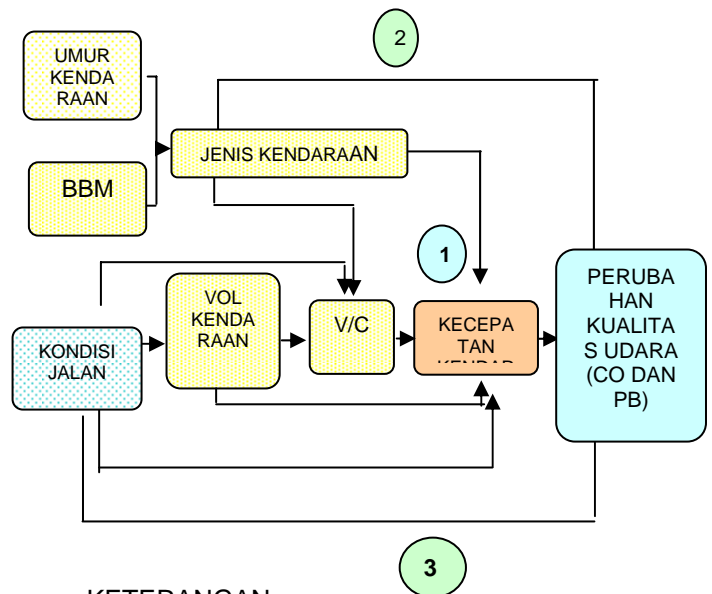 2
UMUR
KENDA
RAAN
JENIS KENDARAAN
BBM
1
PERUBA
HAN
KUALITA
S UDARA
(CO DAN
PB)
VOL
KENDA
RAAN
V/C
KECEPA
TAN
KONDISI
JALAN
3
KETERANGAN